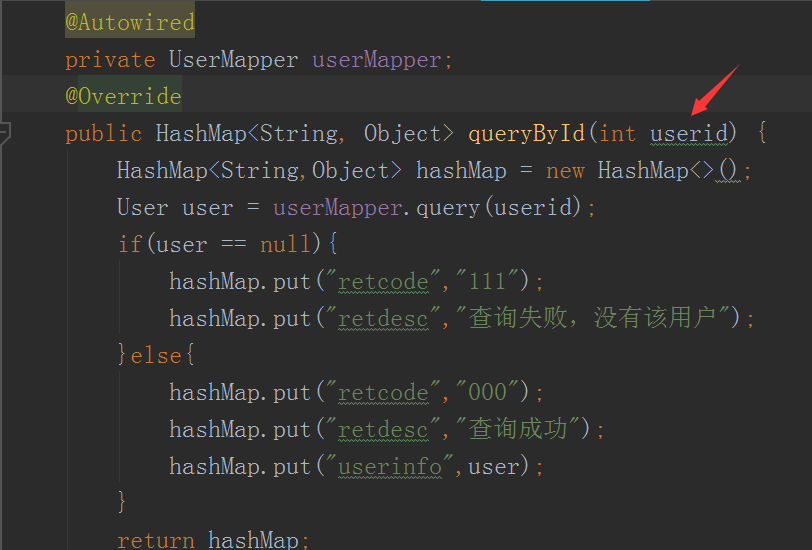 @Autowired
private UserMapper userMapper;
@Override
public HashMap<String, Object> queryById(int userid) {
HashMap<String,Object> hashMap = new HashMap<>();
User user = userMapper.query(userid);
if(user == null){
hashMap.put("retcode","111");
hashMap.put("retdesc","查询失败，没有该用户");
}else{
hashMap.put("retcode","000");
hashMap.put("retdesc","查询成功");
hashMap.put("userinfo",user);
}
return hashMap;